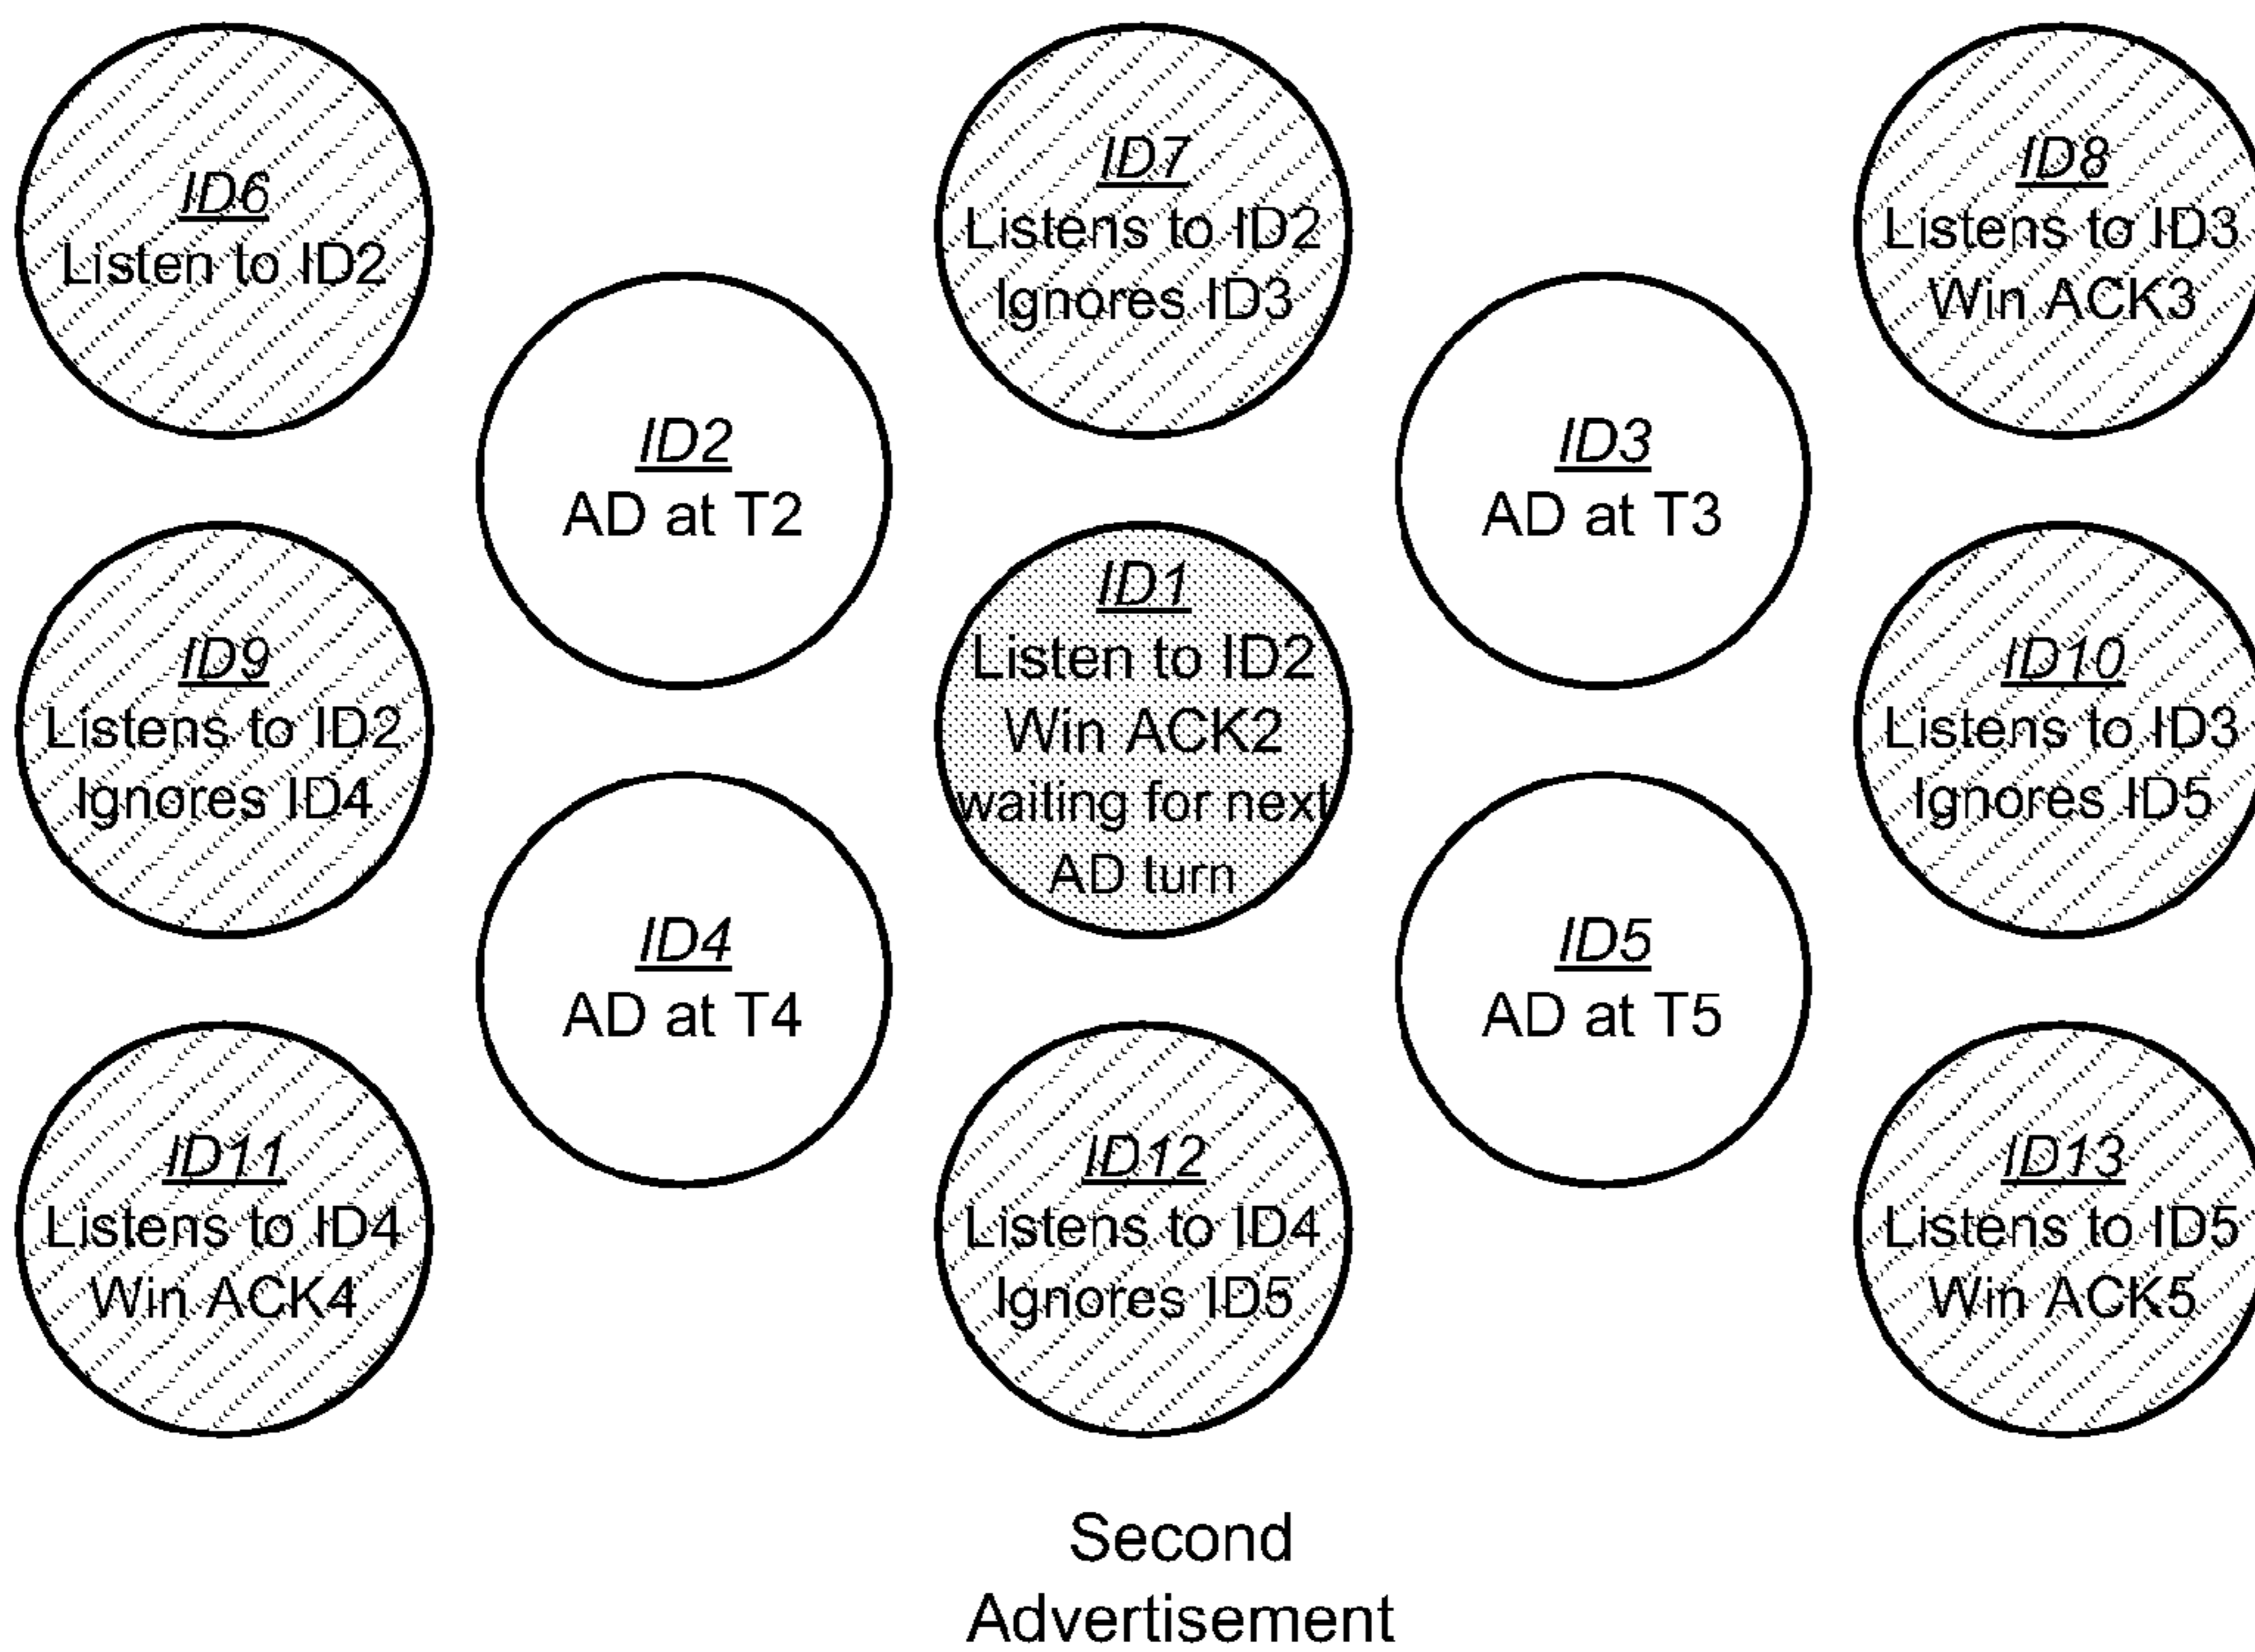 ID6
Listen to ID2
ID7
Listens to ID2
Ignores ID3
ID8
Listens to ID3
Win ACK3
ID2
AD at T2
ID3
AD at T3
ID9
Listens to ID2
Ignores ID4
ID1
Listen to ID2
Win ACK2
waiting for next
AD turn
ID10
Listens to ID3
Ignores ID5
ID4
AD at T4
ID5
AD at T5
ID11
Listens to ID4
Win ACK4
ID12
Listens to ID4
Ignores ID5
ID13
Listens to ID5
Win ACK5
Second
Advertisement